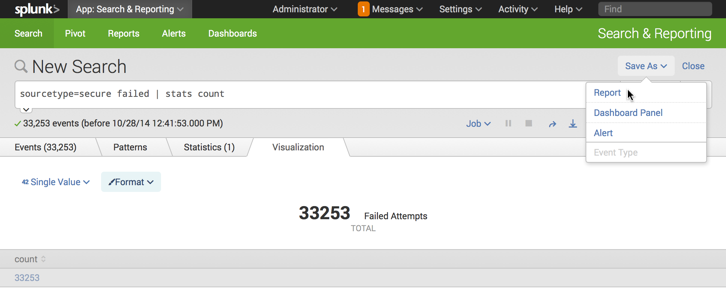 splunk> App: Search & Reporting Administrator 1 Messages Settings Activity Help Find
Search Pivot Reports Alerts Dashboards Search & Reporting
New Search Save As Close
sourcetype=secure failed | stats count
Report
Dashboard Panel
Alert
Event Type
33,253 events (before 10/28/14 12:41:53.000 PM) Job
Events (33,253) Patterns Statistics (1) Visualization
42 Single Value Format
33253 Failed Attempts
TOTAL
count
33253